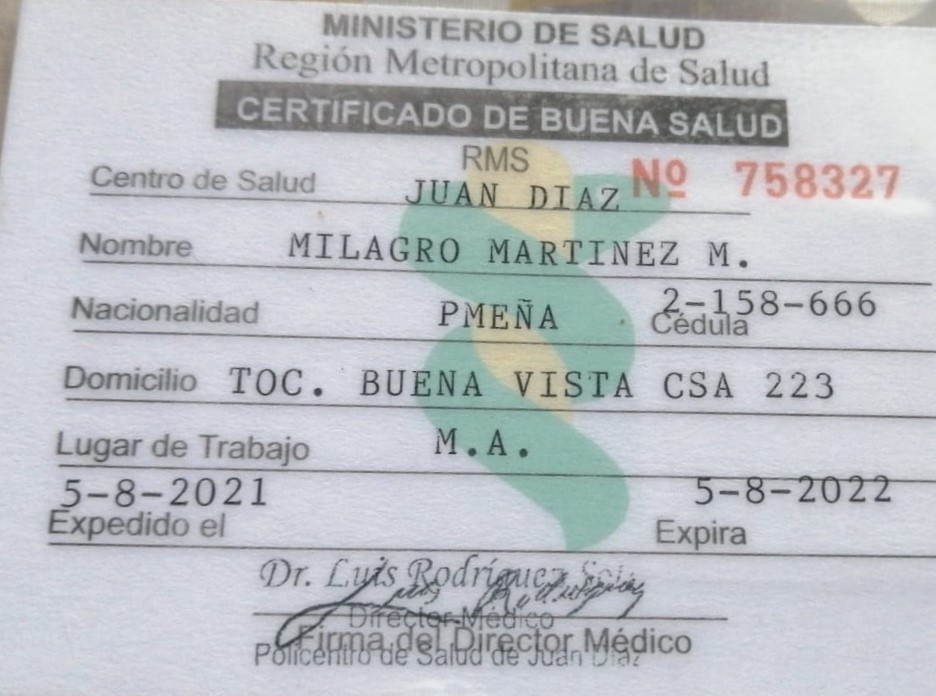 MINISTERIO DE SALUD
Región Metropolitana de Salud
CERTIFICADO DE BUENA SALUD
RMS
Nº 758327
Centro de Salud JUAN DIAZ
Nombre MILAGRO MARTINEZ M.
Nacionalidad PMEÑA Cédula 2-158-666
Domicilio TOC. BUENA VISTA CSA 223
Lugar de Trabajo M.A.
5-8-2021 5-8-2022
Expedido el Expira
Dr. Luis Rodríguez
Director Médico
Firma del Director Médico
Policentro de Salud de Juan Díaz